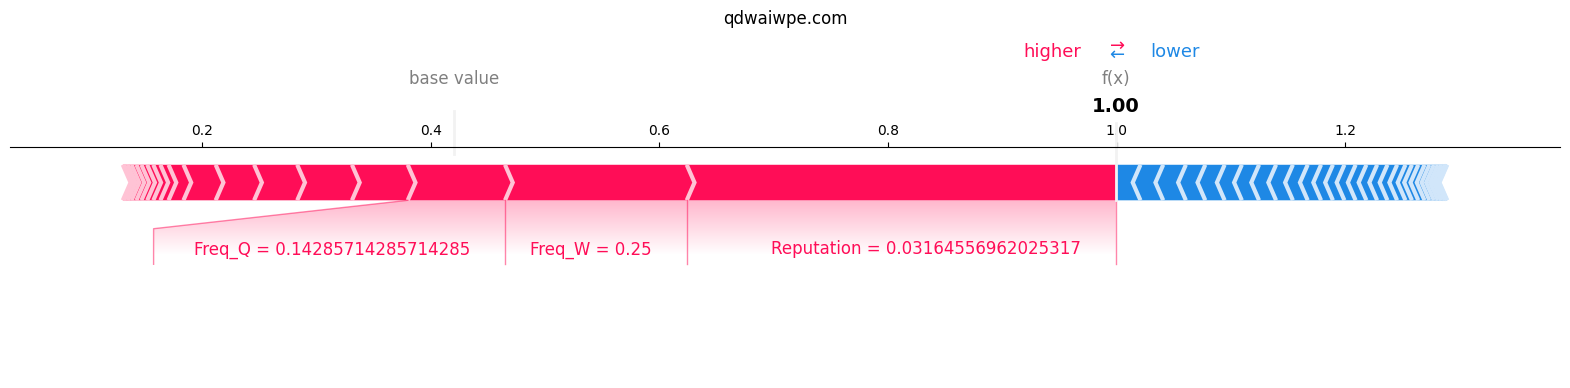 qdwaiwpe.com
higher ⇄ lower
base value f(x)
1.00
0.2 0.4 0.6 0.8 1.0 1.2
Freq_Q = 0.14285714285714285 Freq_W = 0.25 Reputation = 0.03164556962025317